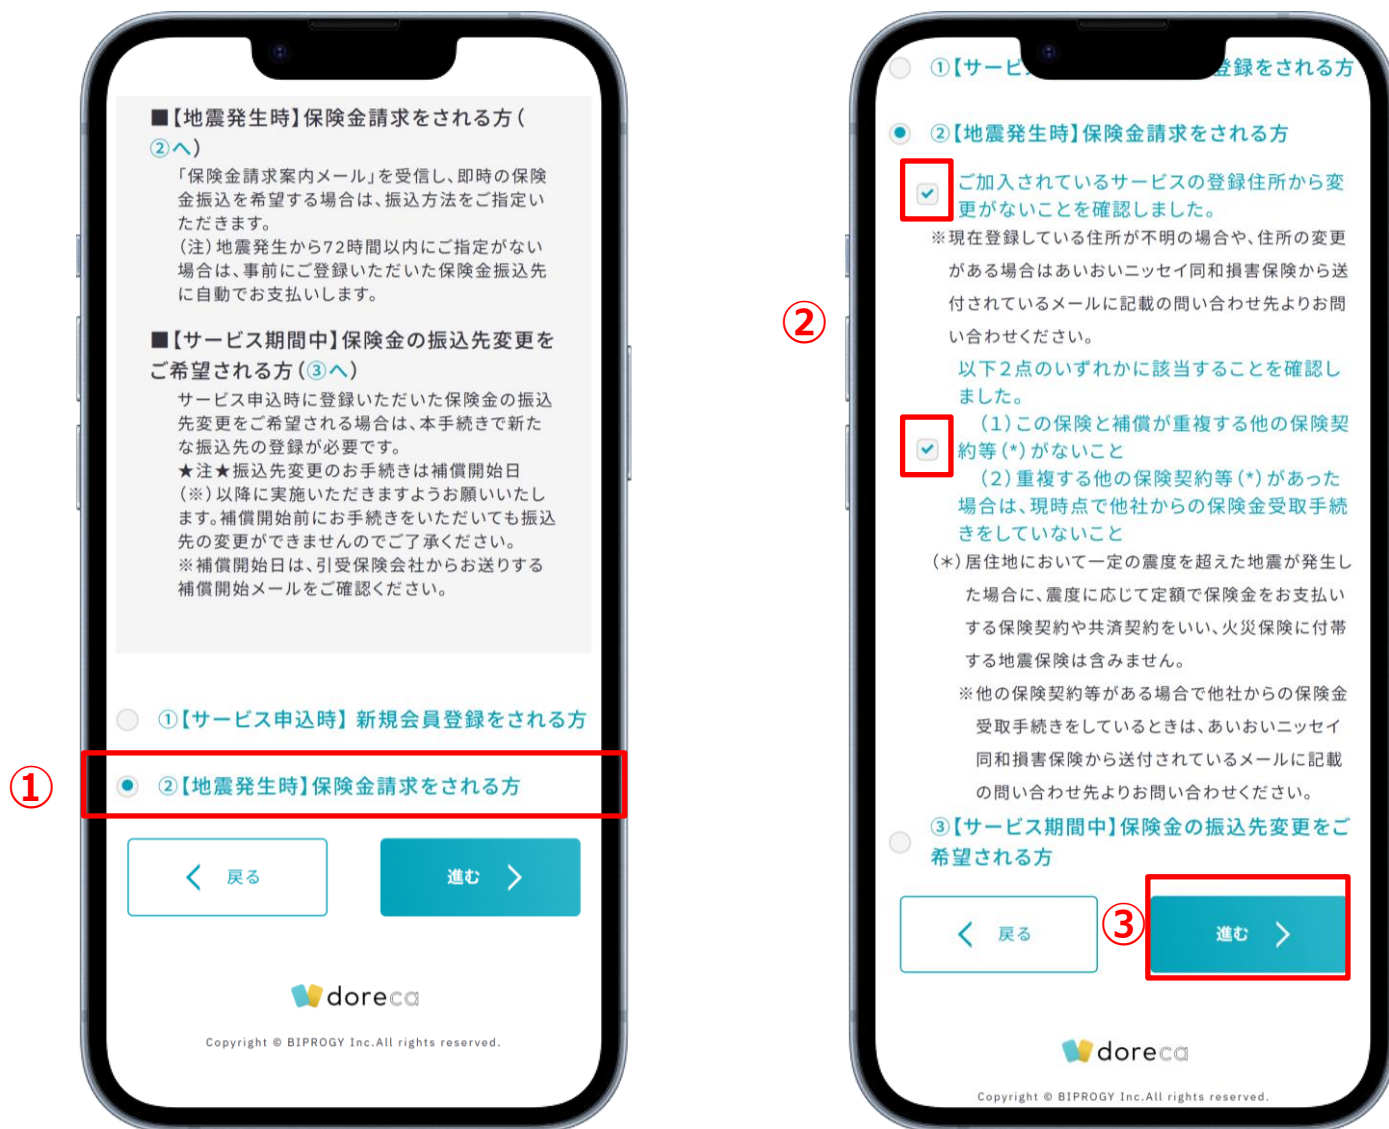 ■【地震発生時】保険金請求をされる方(
②へ)
「保険金請求案内メール」を受信し、即時の保険
金振込を希望する場合は、振込方法をご指定い
ただきます。
(注)地震発生から72時間以内にご指定がない
場合は、事前にご登録いただいた保険金振込先
に自動でお支払いします。
■【サービス期間中】保険金の振込先変更を
ご希望される方(③へ)
サービス申込時に登録いただいた保険金の振込
先変更をご希望される場合は、本手続きで新た
な振込先の登録が必要です。
★注★振込先変更のお手続きは補償開始日
(※)以降に実施いただきますようお願いいたし
ます。補償開始前にお手続きをいただいても振込
先の変更ができませんのでご了承ください。
※補償開始日は、引受保険会社からお送りする
補償開始メールをご確認ください。
①【サービス申込時】新規会員登録をされる方
①
②【地震発生時】保険金請求をされる方
戻る
進む
doreca
Copyright © BIPROGY Inc.All rights reserved.
①【サービ
登録をされる方
②【地震発生時】保険金請求をされる方
ご加入されているサービスの登録住所から変
更がないことを確認しました。
※現在登録している住所が不明の場合や、住所の変更
がある場合はあいおいニッセイ同和損害保険から送
付されているメールに記載の問い合わせ先よりお問
い合わせください。
②
以下2点のいずれかに該当することを確認し
ました。
(1)この保険と補償が重複する他の保険契
約等(*)がないこと
(2)重複する他の保険契約等(*)があった
場合は、現時点で他社からの保険金受取手続
きをしていないこと
(*)居住地において一定の震度を超えた地震が発生し
た場合に、震度に応じて定額で保険金をお支払い
する保険契約や共済契約をいい、火災保険に付帯
する地震保険は含みません。
※他の保険契約等がある場合で他社からの保険金
受取手続きをしているときは、あいおいニッセイ
同和損害保険から送付されているメールに記載
の問い合わせ先よりお問い合わせください。
③【サービス期間中】保険金の振込先変更をご
希望される方
戻る
③
進む
doreca
Copyright © BIPROGY Inc.All rights reserved.